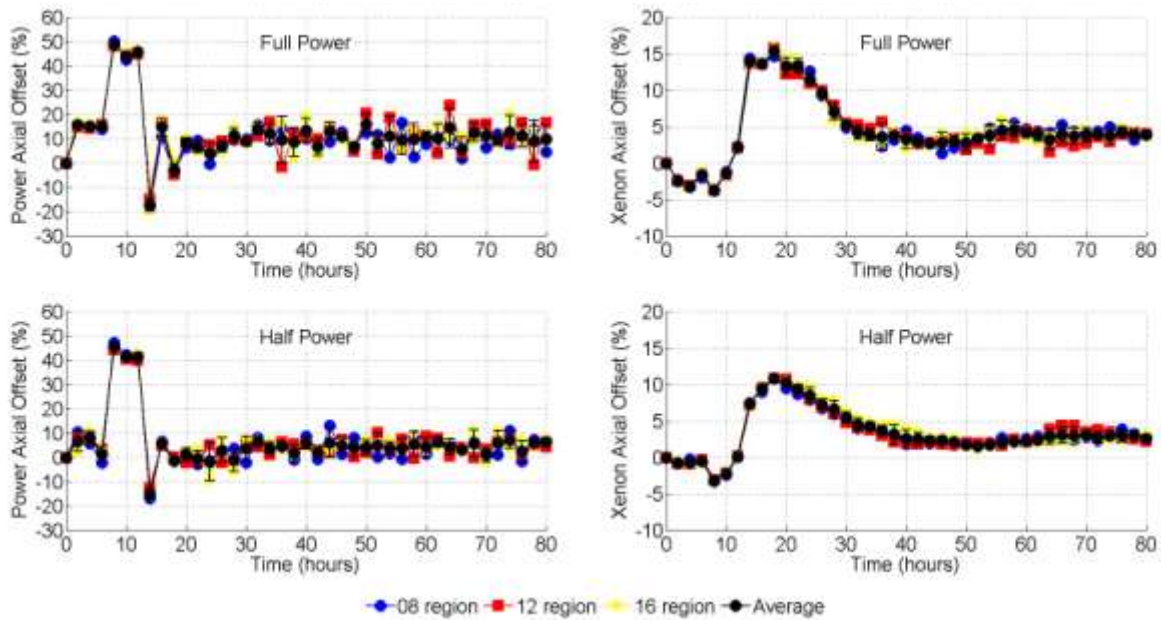 Power Axial Offset (%)
60
50
40
30
20
10
0
-10
-20
-30
Full Power
0 10 20 30 40 50 60 70 80
Time (hours)
Xenon Axial Offset (%)
20
15
10
5
0
-5
-10
Full Power
0 10 20 30 40 50 60 70 80
Time (hours)
Power Axial Offset (%)
60
50
40
30
20
10
0
-10
-20
-30
Half Power
0 10 20 30 40 50 60 70 80
Time (hours)
Xenon Axial Offset (%)
20
15
10
5
0
-5
-10
Half Power
0 10 20 30 40 50 60 70 80
Time (hours)
08 region 12 region 16 region Average